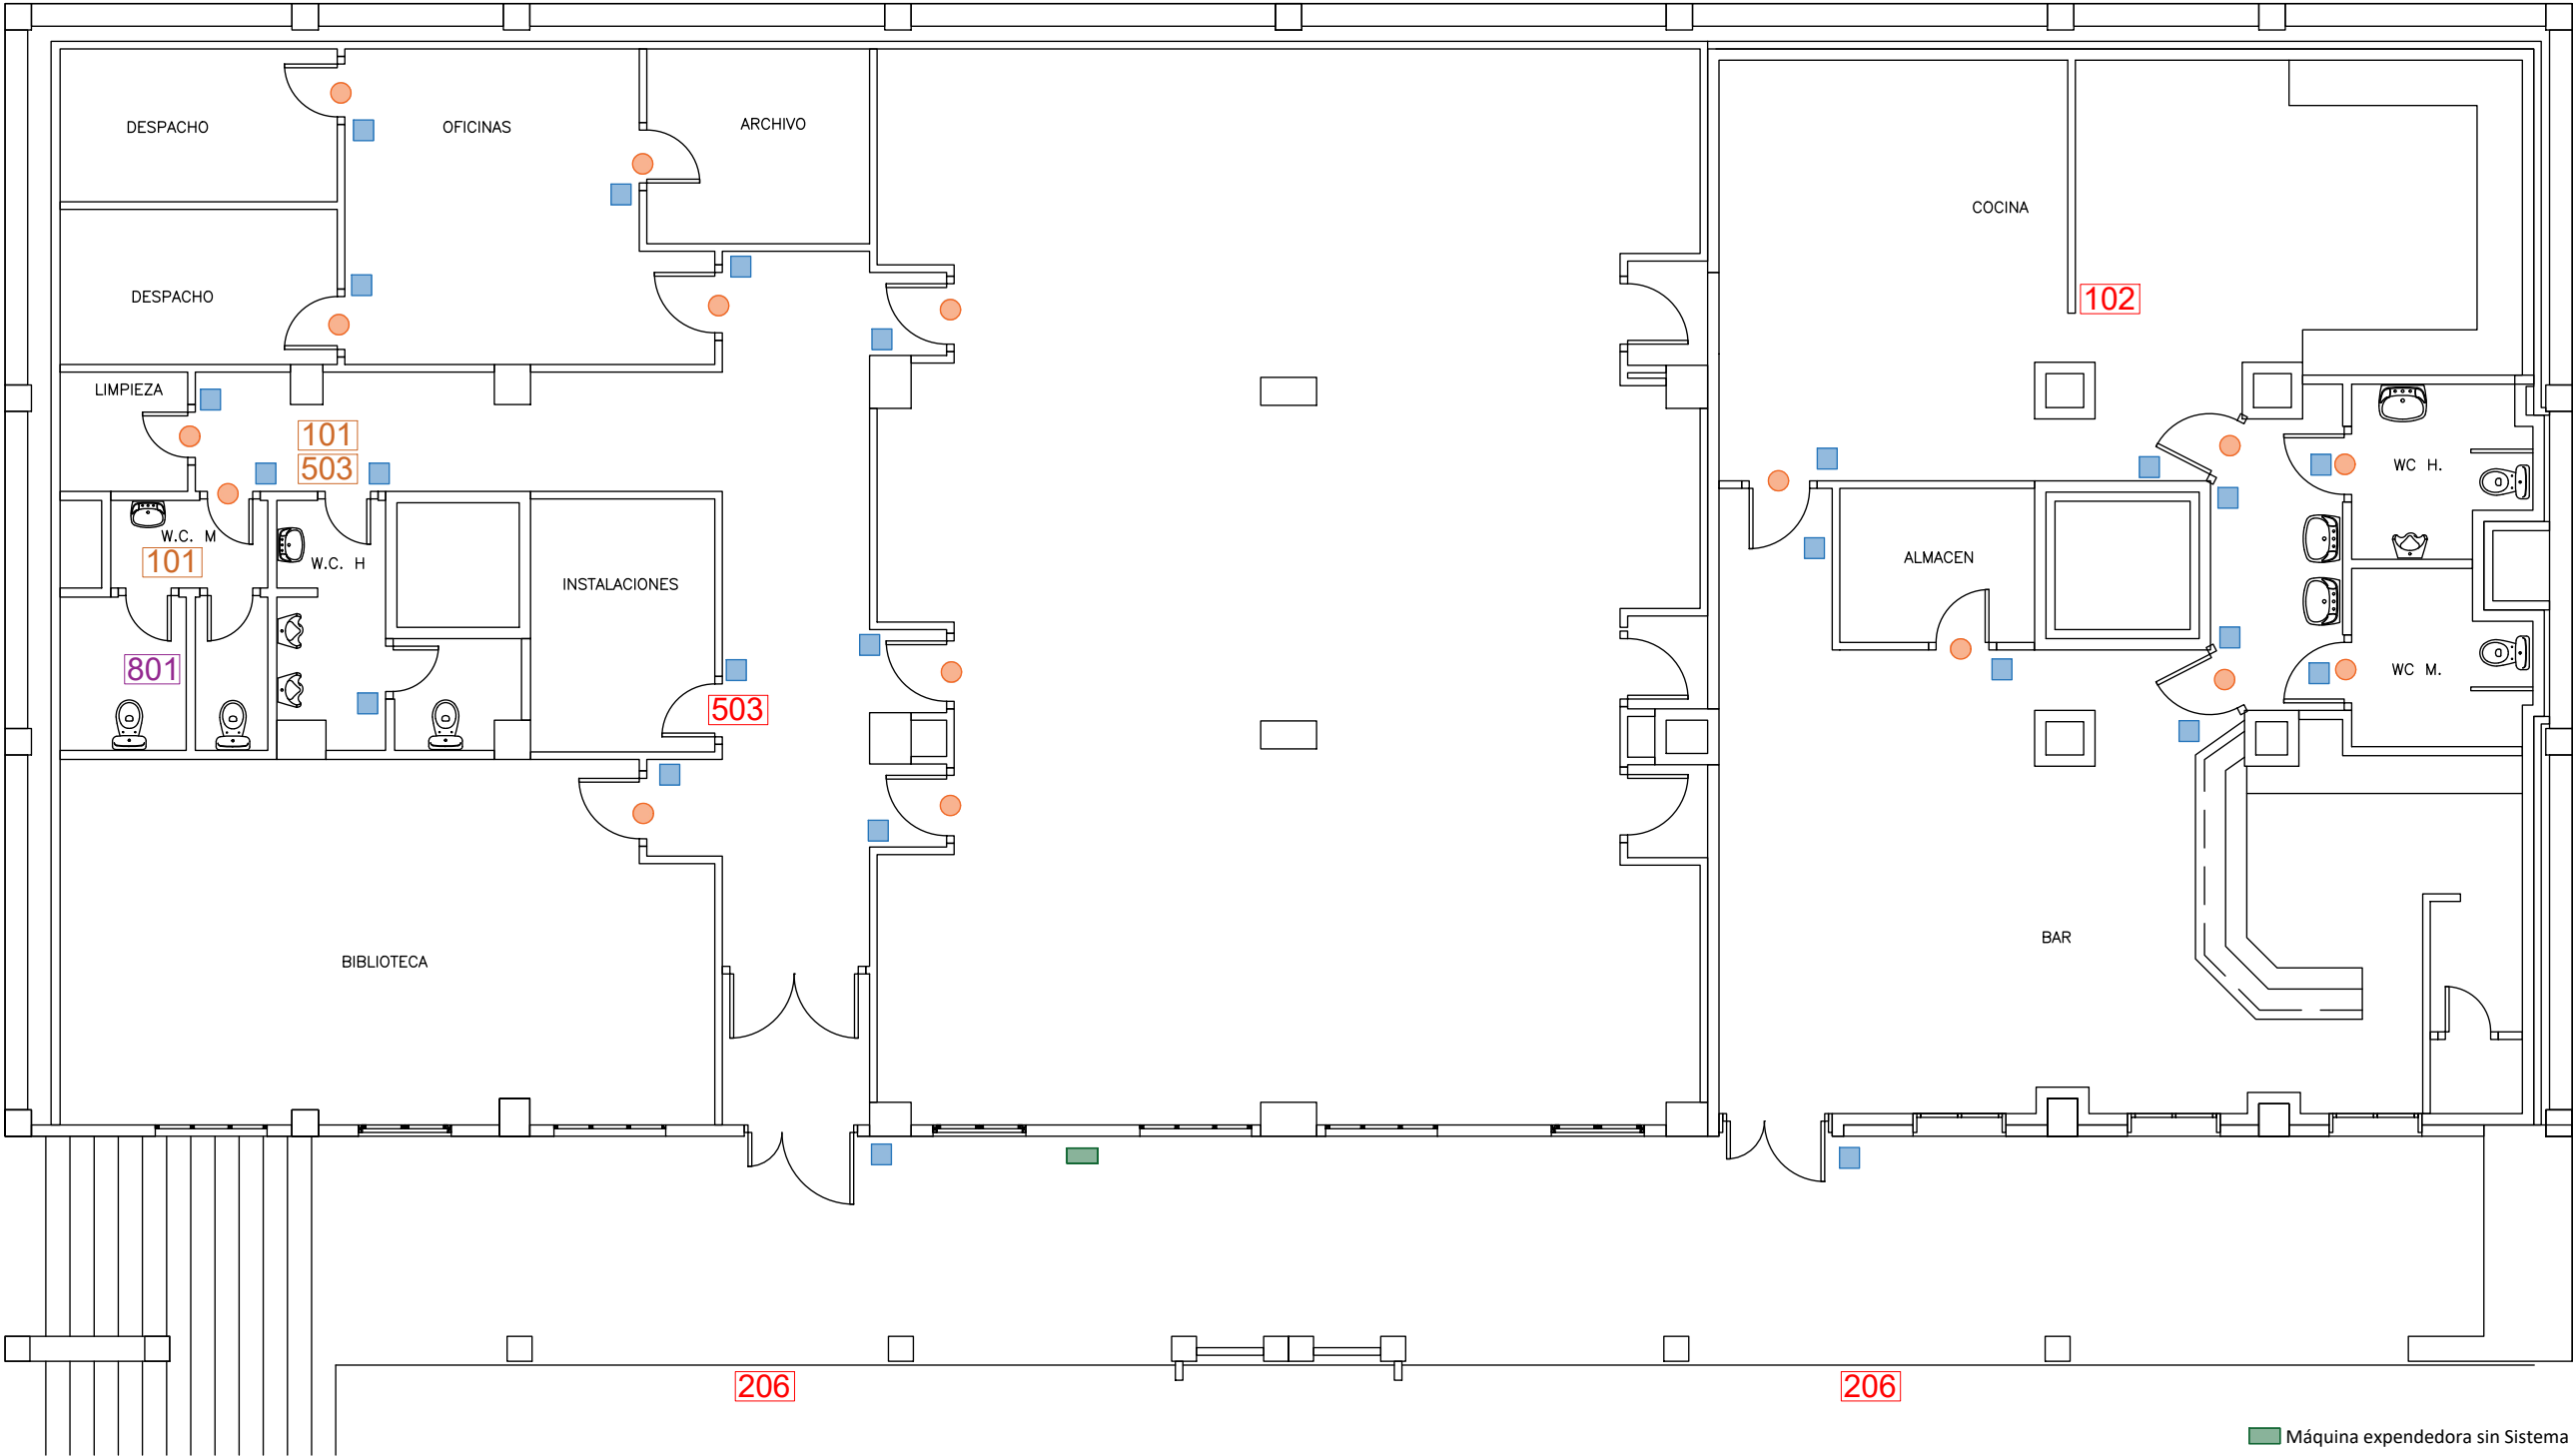 DESPACHO
OFICINAS
ARCHIVO
COCINA
DESPACHO
102
LIMPIEZA
101
503
WC H.
W.C. M
101
W.C. H
INSTALACIONES
ALMACEN
801
503
WC M.
BIBLIOTECA
BAR
206
206
Máquina expendedora sin Sistema